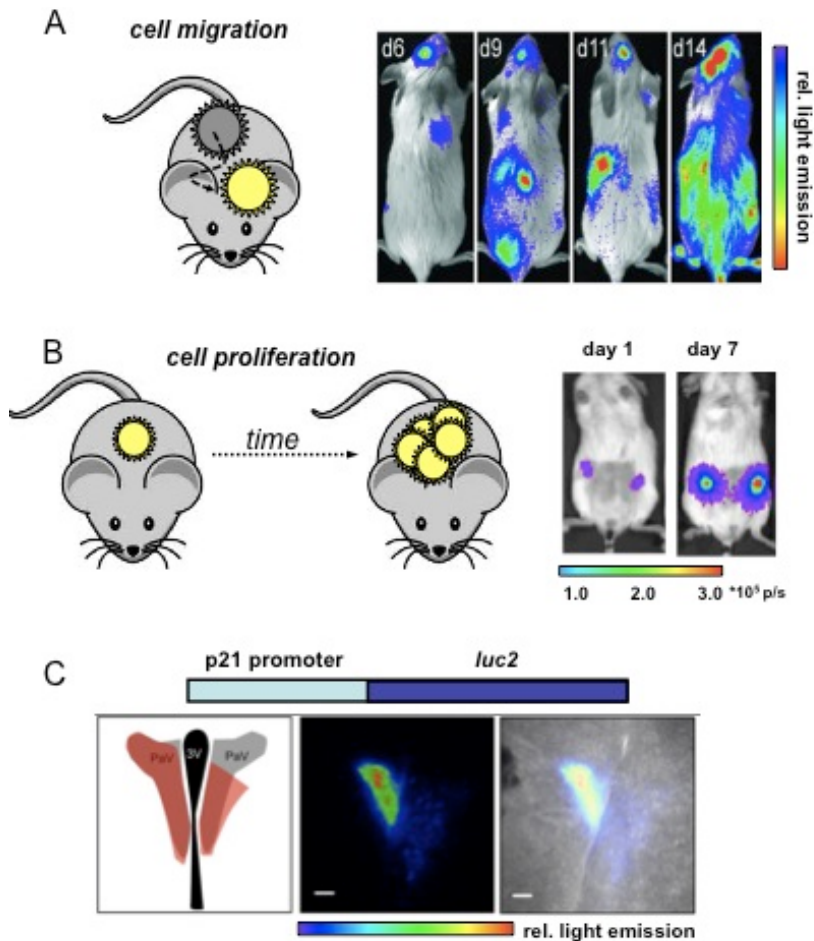 A
cell migration
d6
d9
d11
d14
rel. light emission
B
cell proliferation
time
day 1
day 7
1.0 2.0 3.0 *10⁵ p/s
C
p21 promoter
luc2
PaV
3V
PaV
rel. light emission